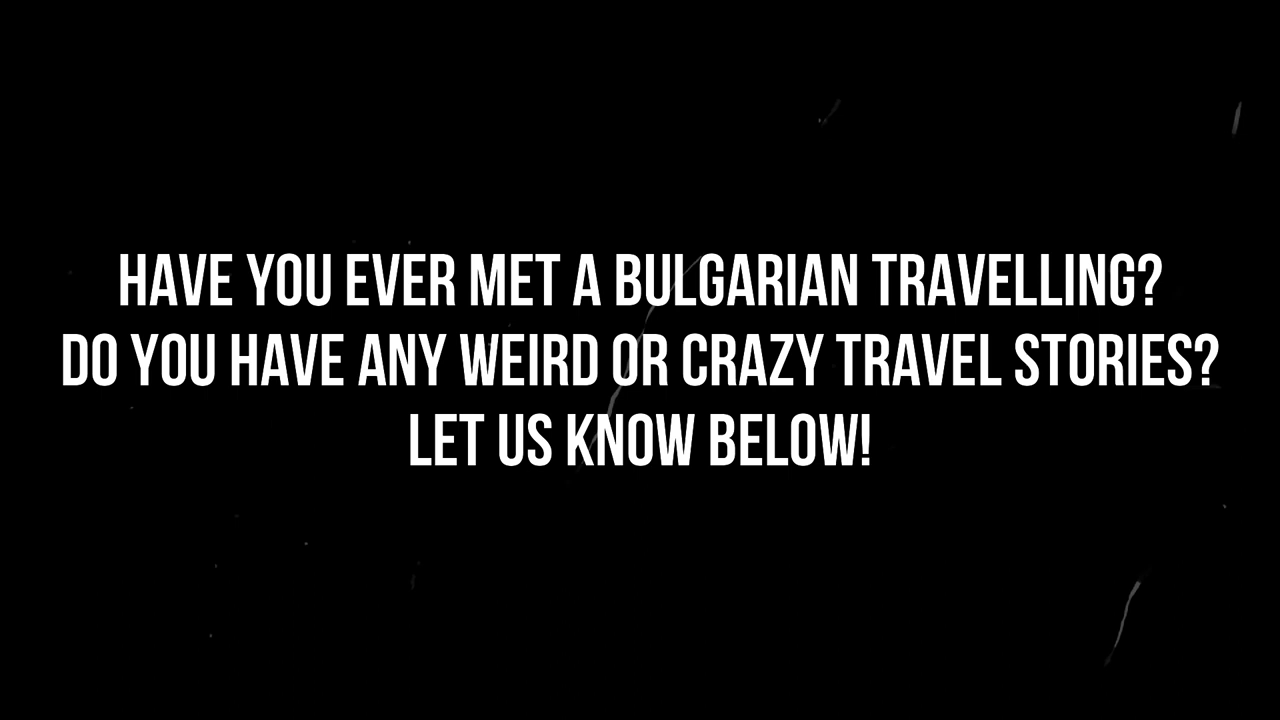 HAVE YOU EVER MET A BULGARIAN TRAVELLING?
DO YOU HAVE ANY WEIRD OR CRAZY TRAVEL STORIES?
LET US KNOW BELOW!